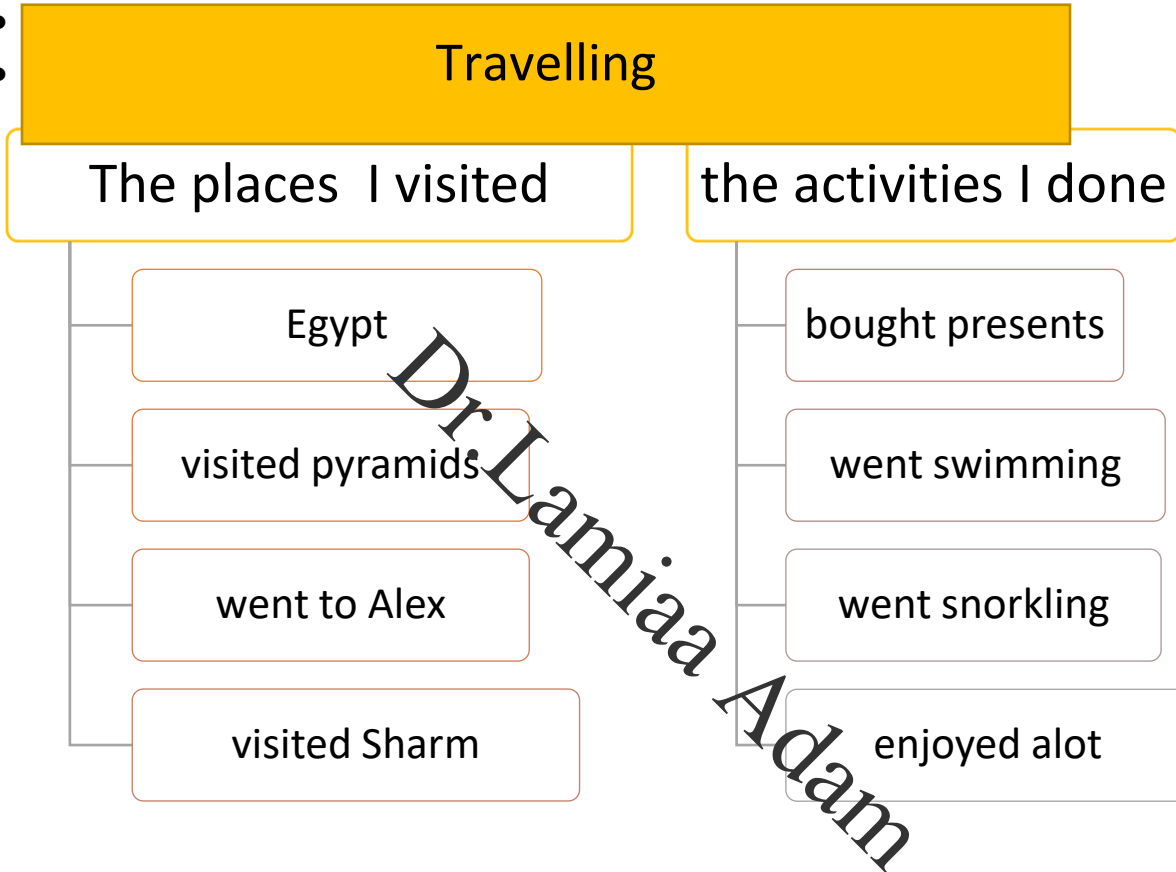 Travelling
The places I visited
Egypt
visited pyramids
went to Alex
visited Sharm
the activities I done
bought presents
went swimming
went snorkling
enjoyed alot
Dr.Lamiaa Adam